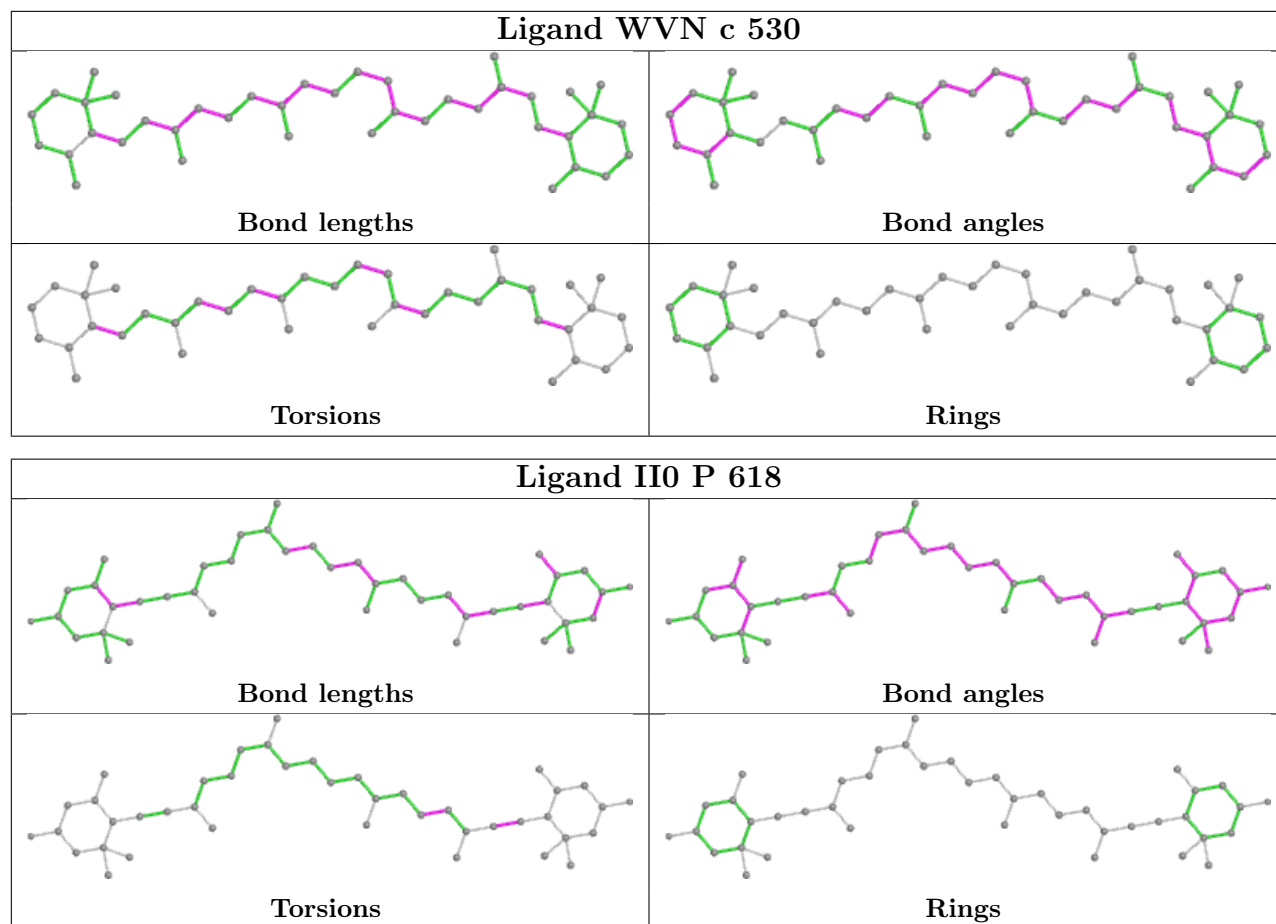 Ligand WVN c 530
Bond lengths
Bond angles
Torsions
Rings
Ligand II0 P 618
Bond lengths
Bond angles
Torsions
Rings